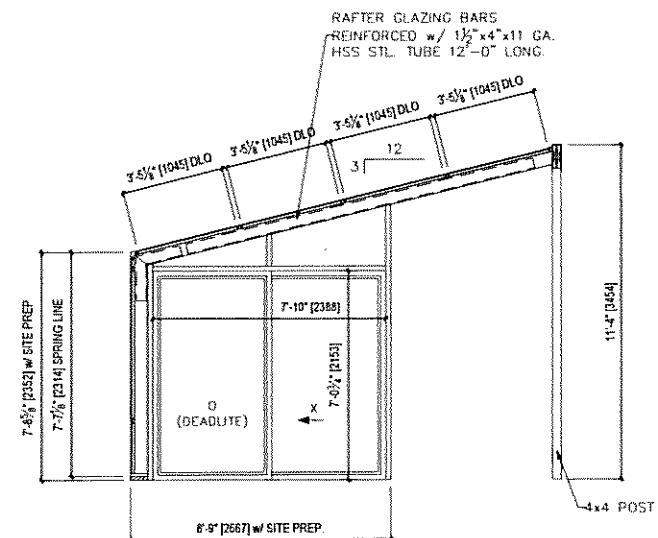 RAFTER GLAZING BARS
REINFORCED w/ 1½"x4"x11 GA.
HSS STL. TUBE 12'-0" LONG.
3'-5⅛" [1045] DLO
3'-5⅛" [1045] DLO
3'-5⅛" [1045] DLO
3'-5⅛" [1045] DLO
12
3
7'-8⅝" [2352] w/ SITE PREP
7'-7⅛" [2314] SPRING LINE
7'-10" [2388]
7'-0¾" [2153]
11'-4" [3454]
O
(DEADLITE)
X
4x4 POST
8'-9" [2667] w/ SITE PREP.